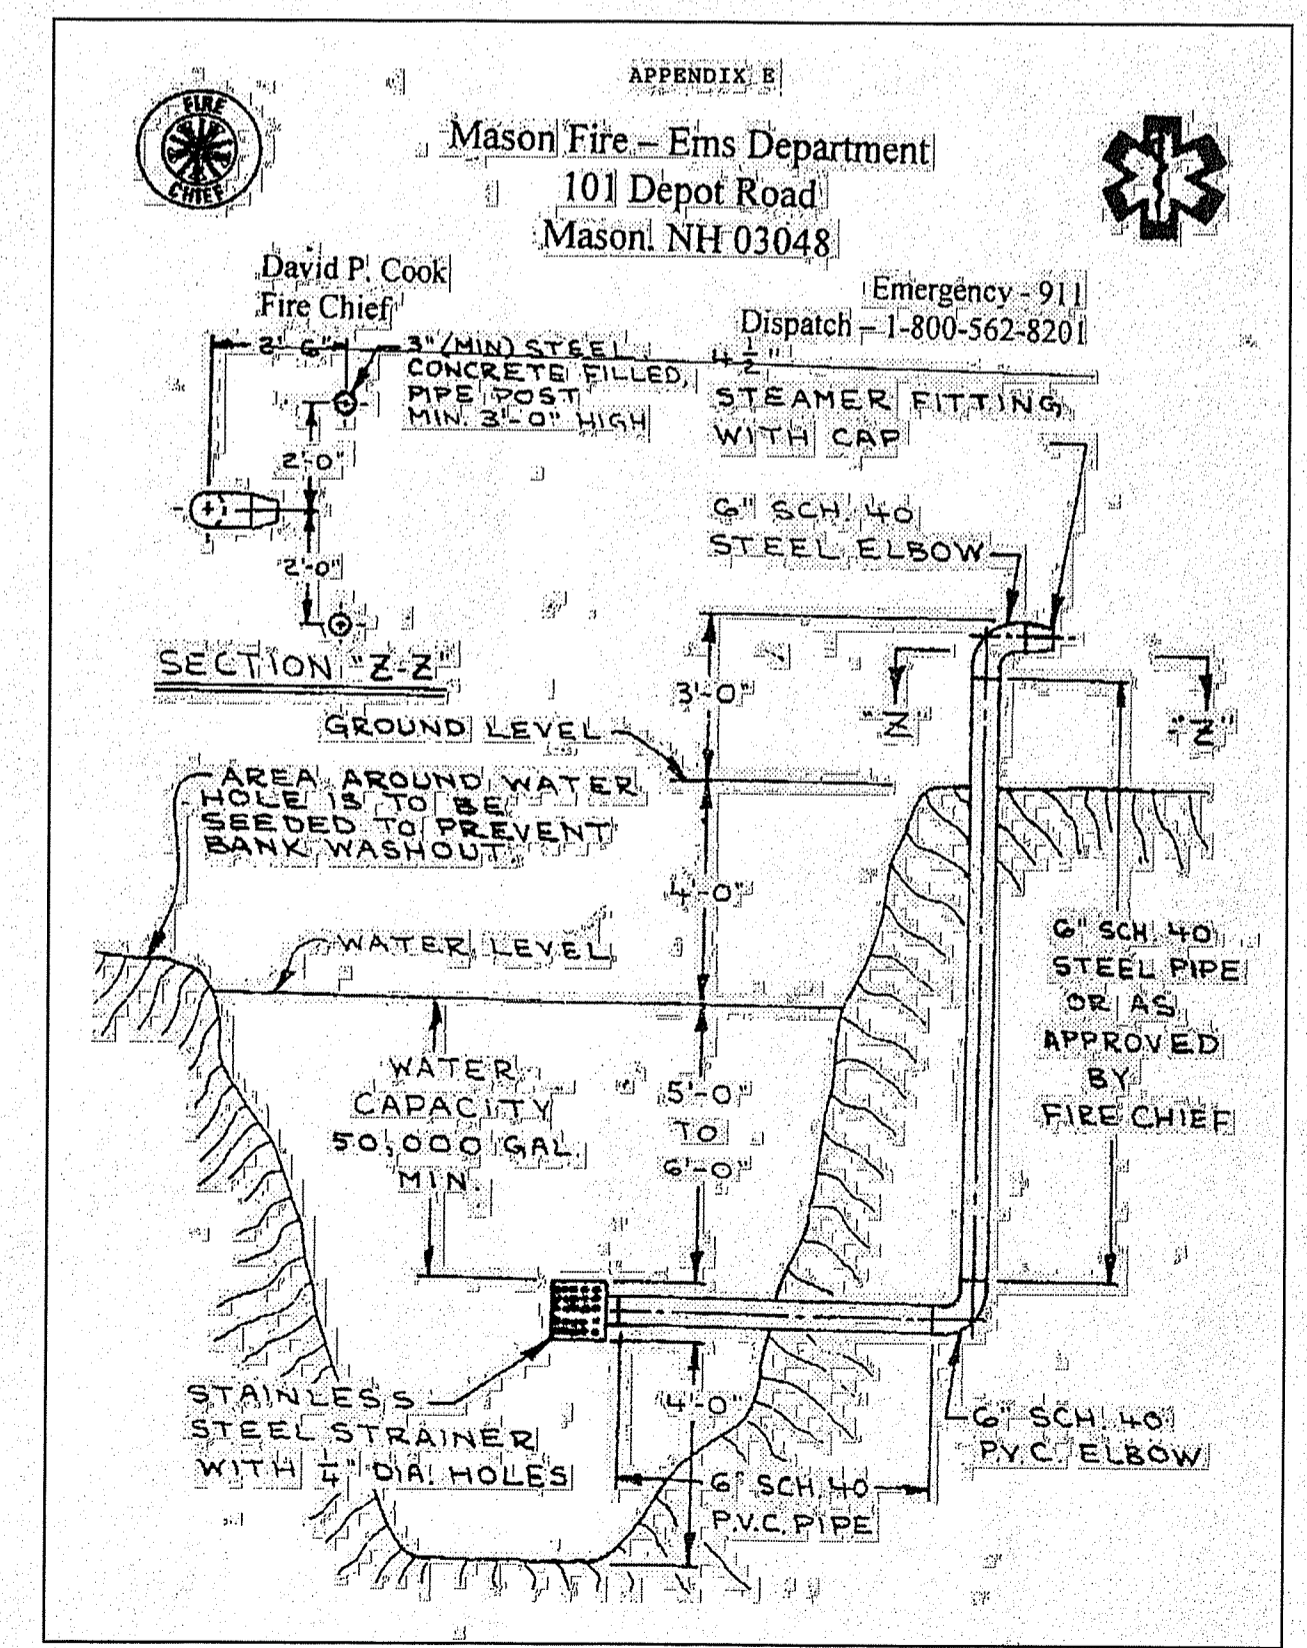 APPENDIX E
FIRE
CHIEF
Mason Fire – Ems Department
101 Depot Road
Mason. NH 03048
David P. Cook
Fire Chief
Emergency - 911
Dispatch – 1-800-562-8201
2'-6"
3" (MIN) STEEL
CONCRETE FILLED,
PIPE POST
MIN. 3'-0" HIGH
4 1/2"
STEAMER FITTING
WITH CAP
2'-0"
6" SCH. 40
STEEL ELBOW
2'-0"
SECTION "Z-Z"
3'-0"
"Z"
"Z"
GROUND LEVEL
AREA AROUND WATER
HOLE IS TO BE
SEEDED TO PREVENT
BANK WASHOUT.
4'-0"
WATER LEVEL
6" SCH. 40
STEEL PIPE
OR AS
APPROVED
BY
FIRE CHIEF
WATER
CAPACITY
50,000 GAL.
MIN.
5'-0"
TO
6'-0"
STAINLESS
STEEL STRAINER
WITH 1/4" DIA. HOLES
4'-0"
6" SCH. 40
P.V.C. ELBOW
6" SCH. 40
P.V.C. PIPE